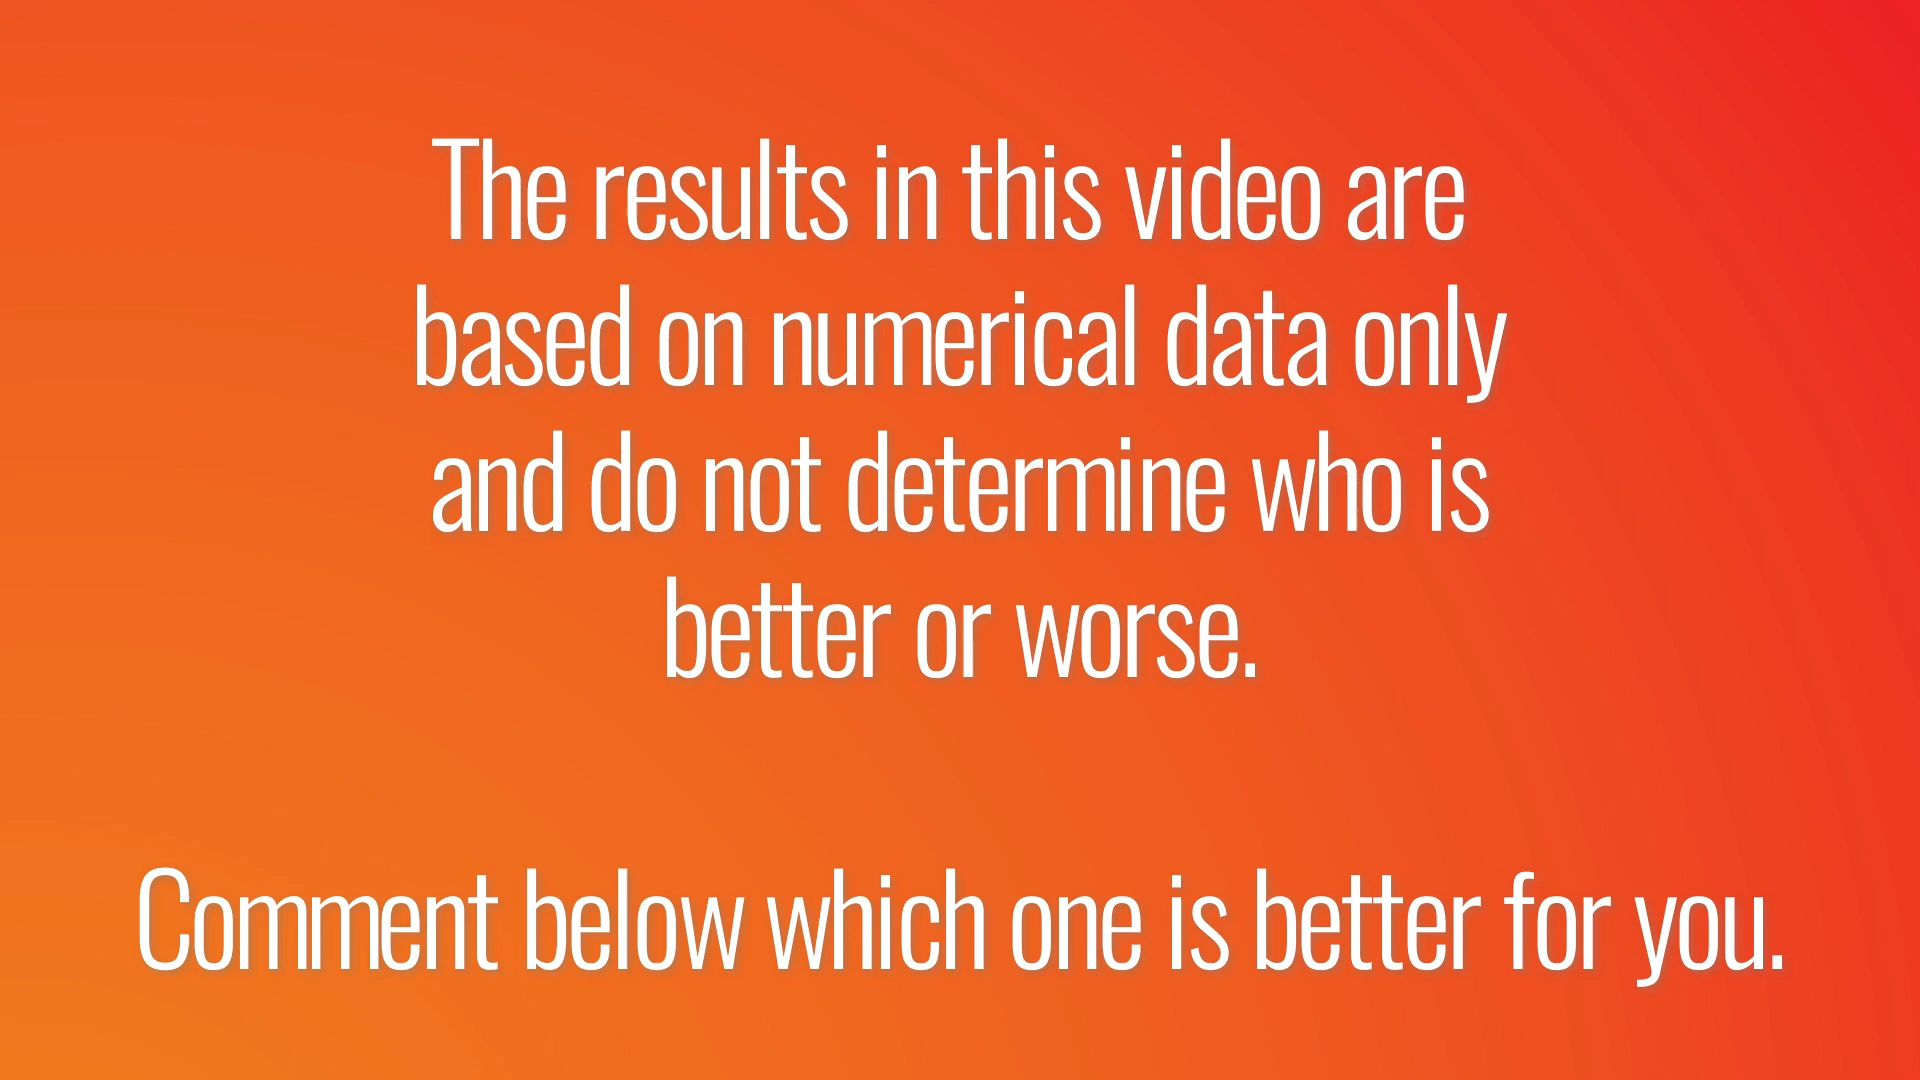 The results in this video are
based on numerical data only
and do not determine who is
better or worse.
Comment below which one is better for you.